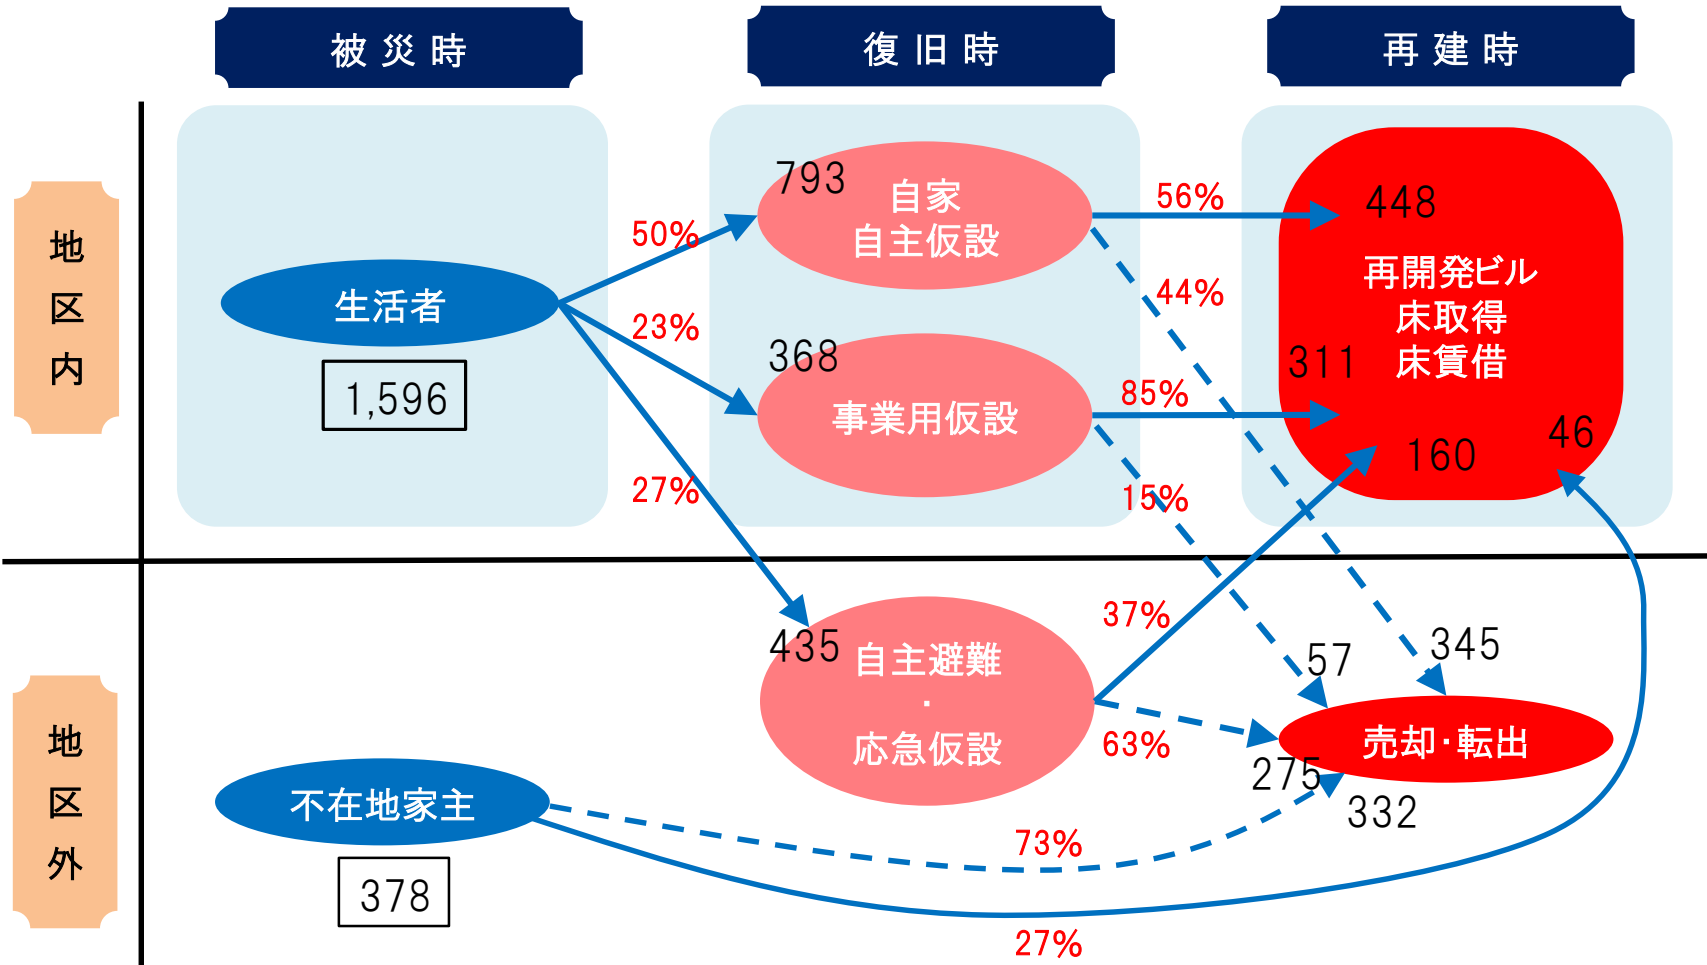 被災時
復旧時
再建時
地区内
生活者
1,596
50%
23%
27%
793
自家
自主仮設
368
事業用仮設
56%
44%
85%
15%
448
再開発ビル
床取得
床賃借
311
160
46
地区外
435
自主避難
・
応急仮設
37%
63%
57
345
売却・転出
275
332
不在地家主
378
73%
27%